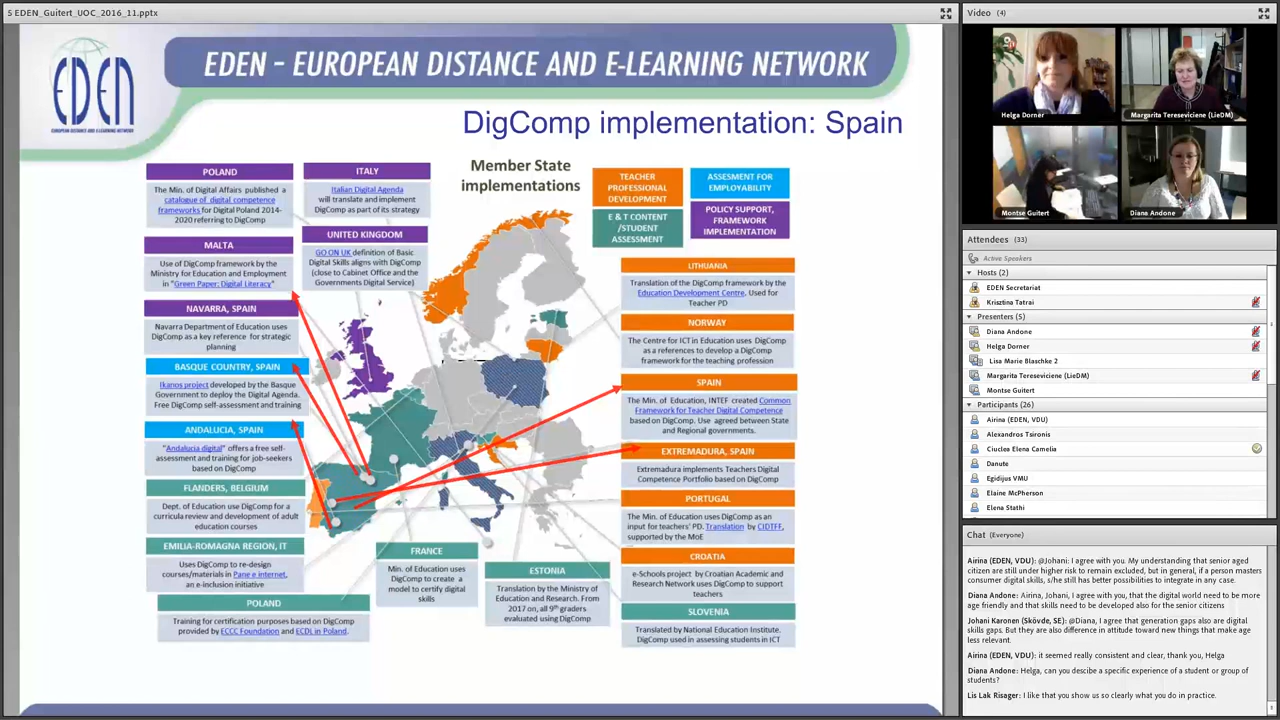 5 EDEN_Guitert_UOC_2016_11.pptx
EDEN
EUROPEAN DISTANCE AND E-LEARNING NETWORK
EDEN - EUROPEAN DISTANCE AND E-LEARNING NETWORK
DigComp implementation: Spain
Member State
implementations
TEACHER
PROFESSIONAL
DEVELOPMENT
ASSESMENT FOR
EMPLOYABILITY
E & T CONTENT
/STUDENT
ASSESSMENT
POLICY SUPPORT,
FRAMEWORK
IMPLEMENTATION
POLAND
The Min. of Digital Affairs published a
catalogue of digital competence
frameworks for Digital Poland 2014-
2020 referring to DigComp
MALTA
Use of DigComp framework by the
Ministry for Education and Employment
in "Green Paper: Digital Literacy"
NAVARRA, SPAIN
Navarra Department of Education uses
DigComp as a key reference for strategic
planning
BASQUE COUNTRY, SPAIN
Ikanos project developed by the Basque
Government to deploy the Digital Agenda.
Free DigComp self-assessment and training
ANDALUCIA, SPAIN
"Andalucia digital" offers a free self-
assessment and training for job-seekers
based on DigComp
FLANDERS, BELGIUM
Dept. of Education use DigComp for a
curricula review and development of adult
education courses
EMILIA-ROMAGNA REGION, IT
Uses DigComp to re-design
courses/materials in Pane e internet,
an e-inclusion initiative
POLAND
Training for certification purposes based on DigComp
provided by ECCC Foundation and ECDL in Poland.
ITALY
Italian Digital Agenda
will translate and implement
DigComp as part of its strategy
UNITED KINGDOM
GO ON UK definition of Basic
Digital Skills aligns with DigComp
(close to Cabinet Office and the
Governments Digital Service)
FRANCE
Min. of Education uses
DigComp to create a
model to certify digital
skills
ESTONIA
Translation by the Ministry of
Education and Research. From
2017 on, all 9th graders
evaluated using DigComp
LITHUANIA
Translation of the DigComp framework by the
Education Development Centre. Used for
Teacher PD
NORWAY
The Centre for ICT in Education uses DigComp
as a references to develop a DigComp
framework for the teaching profession
SPAIN
The Min. of Education, INTEF created Common
Framework for Teacher Digital Competence
based on DigComp. Use agreed between State
and Regional governments.
EXTREMADURA, SPAIN
Extremadura implements Teachers Digital
Competence Portfolio based on DigComp
PORTUGAL
The Min. of Education uses DigComp as an
input for teachers' PD. Translation by CIDTFF,
supported by the MoE
CROATIA
e-Schools project by Croatian Academic and
Research Network uses DigComp to support
teachers
SLOVENIA
Translated by National Education Institute.
DigComp used in assessing students in ICT
Video (4)
Helga Dorner
Margarita Tereseviciene (LieDM)
Montse Guitert
Diana Andone
Attendees (33)
Active Speakers
Hosts (2)
EDEN Secretariat
Krisztina Tatrai
Presenters (5)
Diana Andone
Helga Dorner
Lisa Marie Blaschke 2
Margarita Tereseviciene (LieDM)
Montse Guitert
Participants (26)
Airina (EDEN, VDU)
Alexandros Tsironis
Ciuclea Elena Camelia
Danute
Egidijus VMU
Elaine McPherson
Elena Stathi
Chat (Everyone)
Airina (EDEN, VDU): @Johani: I agree with you. My understanding that senior aged
citizent are still under higher risk to remain excluded, but in general, if a person masters
consumer digital skills, s/he still has better possibilities to integrate in any case.
Diana Andone: Airina, Johani, I agree with you, that the digital world need to be more
age friendly and that skills need to be developed also for the senior citizens
Johani Karonen (Skövde, SE): @Diana, I agree that generation gaps also are digital
skills gaps. But they are also difference in attitude toward new things that make age
less relevant.
Airina (EDEN, VDU): it seemed really consistent and clear, thank you, Helga
Diana Andone: Helga, can you descibe a specific experience of a student or group of
students?
Lis Lak Risager: I like that you show us so clearly what you do in practice.